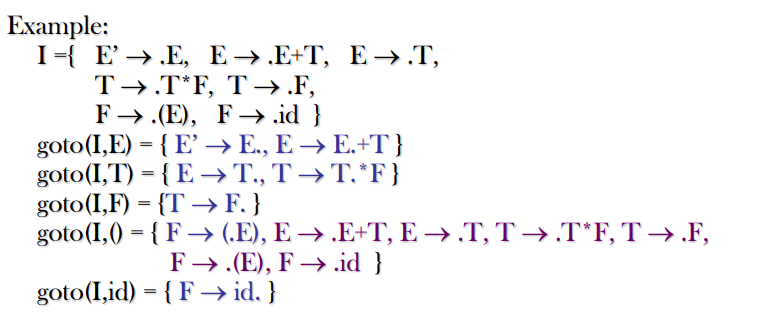 Example:
I ={ E’ → .E, E → .E+T, E → .T,
T → .T*F, T → .F,
F → .(E), F → .id }
goto(I,E) = { E’ → E., E → E.+T }
goto(I,T) = { E → T., T → T.*F }
goto(I,F) = {T → F. }
goto(I,() = { F → (.E), E → .E+T, E → .T, T → .T*F, T → .F,
F → .(E), F → .id }
goto(I,id) = { F → id. }